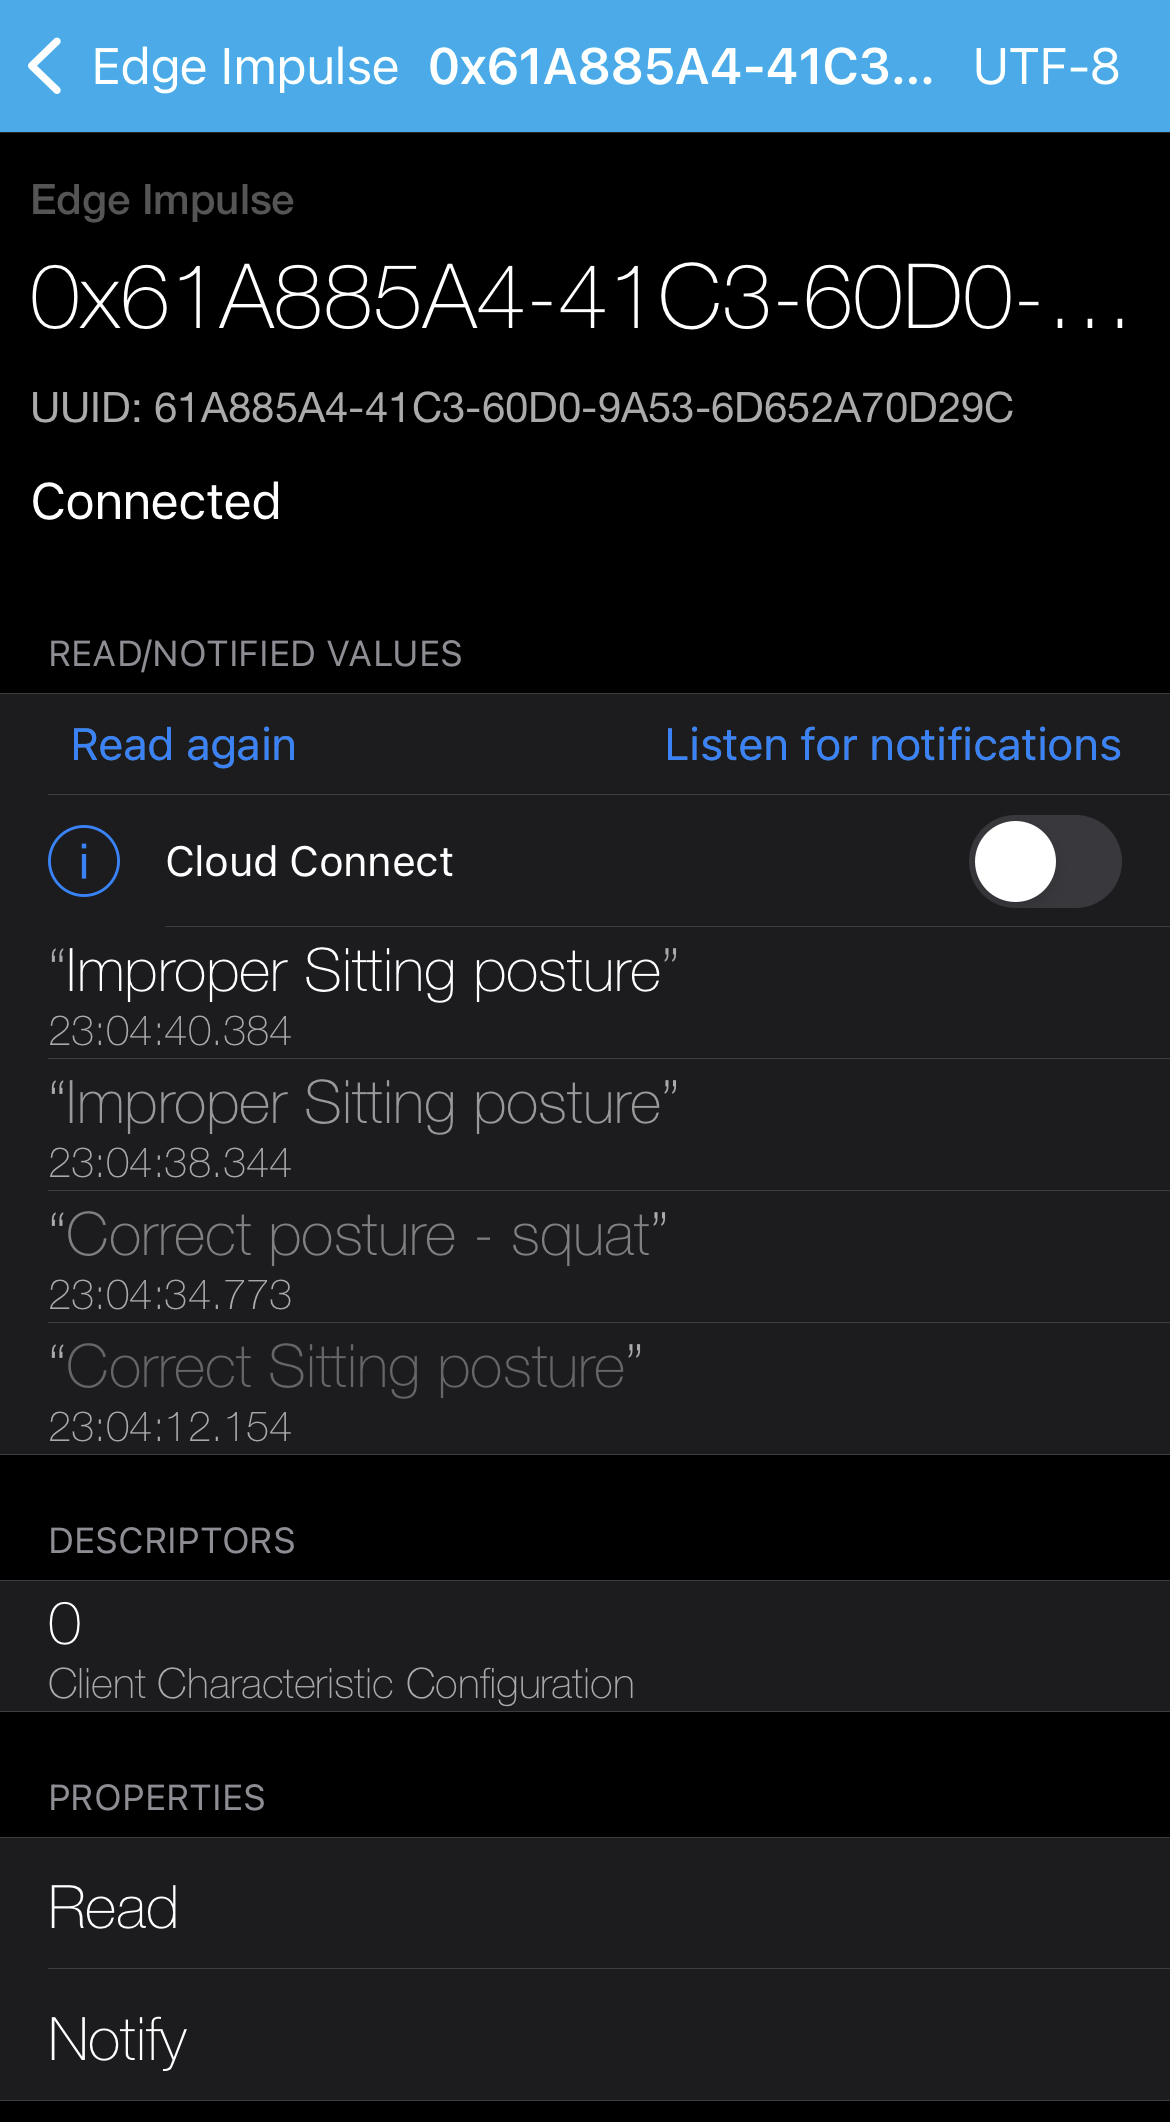 Edge Impulse 0x61A885A4-41C3... UTF-8
Edge Impulse
0x61A885A4-41C3-60D0-...
UUID: 61A885A4-41C3-60D0-9A53-6D652A70D29C
Connected
READ/NOTIFIED VALUES
Read again Listen for notifications
i Cloud Connect
“Improper Sitting posture”
23:04:40.384
“Improper Sitting posture”
23:04:38.344
“Correct posture - squat”
23:04:34.773
“Correct Sitting posture”
23:04:12.154
DESCRIPTORS
0
Client Characteristic Configuration
PROPERTIES
Read
Notify